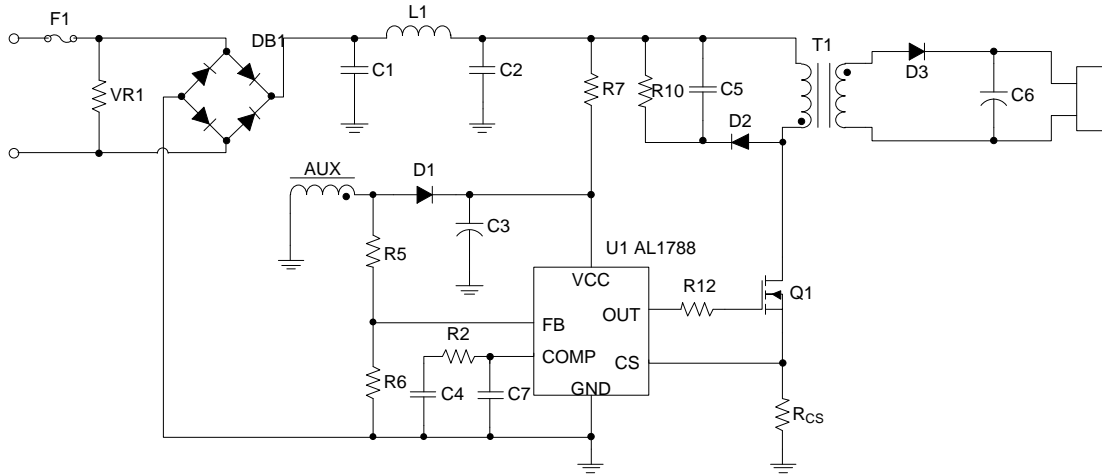 F1
L1
DB1
T1
VR1
C1
C2
R7
R10
C5
D3
C6
D2
AUX
D1
C3
R5
U1 AL1788
VCC
R12
Q1
OUT
FB
R2
COMP
CS
R6
C4
C7
GND
RCS